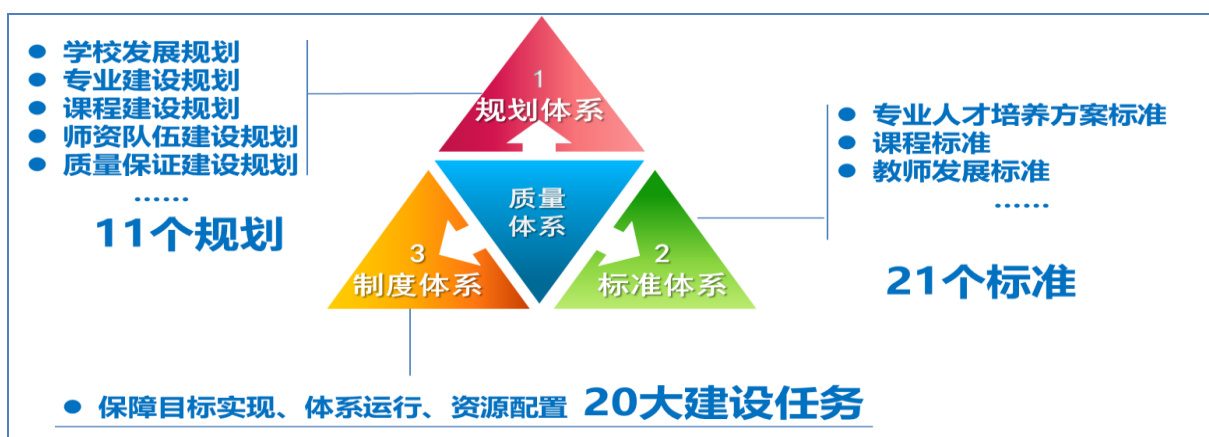 ● 学校发展规划
● 专业建设规划
● 课程建设规划
● 师资队伍建设规划
● 质量保证建设规划
......
11个规划
1
规划体系
质量
体系
3
制度体系
2
标准体系
● 专业人才培养方案标准
● 课程标准
● 教师发展标准
......
21个标准
● 保障目标实现、体系运行、资源配置 20大建设任务